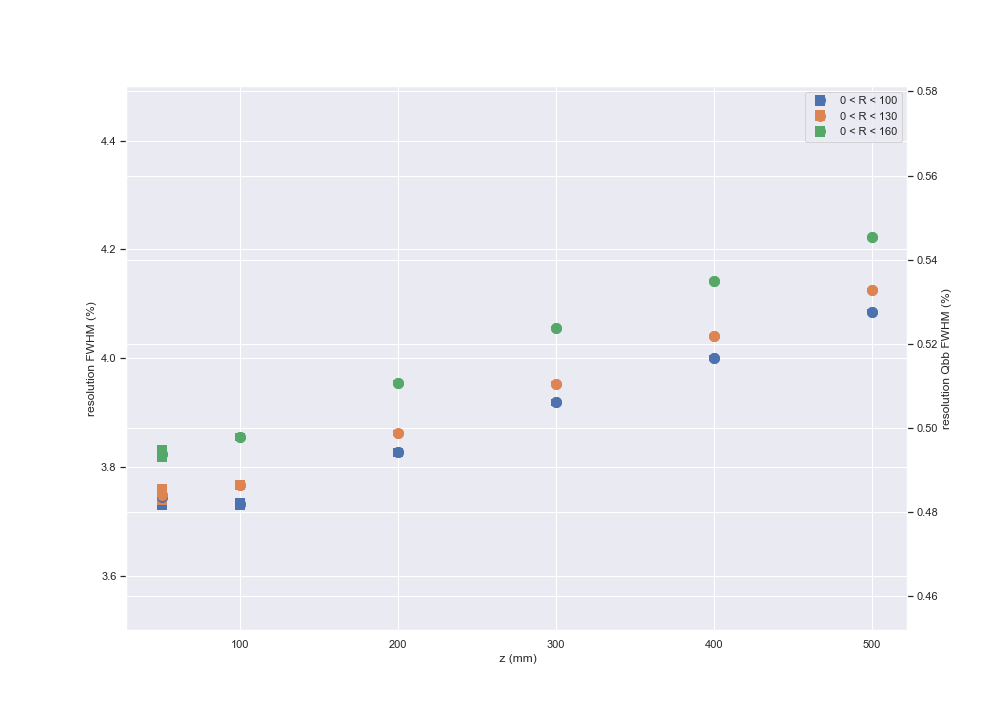 0 < R < 100
0 < R < 130
0 < R < 160
resolution FWHM (%)
4.4
4.2
4.0
3.8
3.6
0.58
0.56
0.54
0.52
0.50
0.48
0.46
resolution Qbb FWHM (%)
100
200
300
400
500
z (mm)